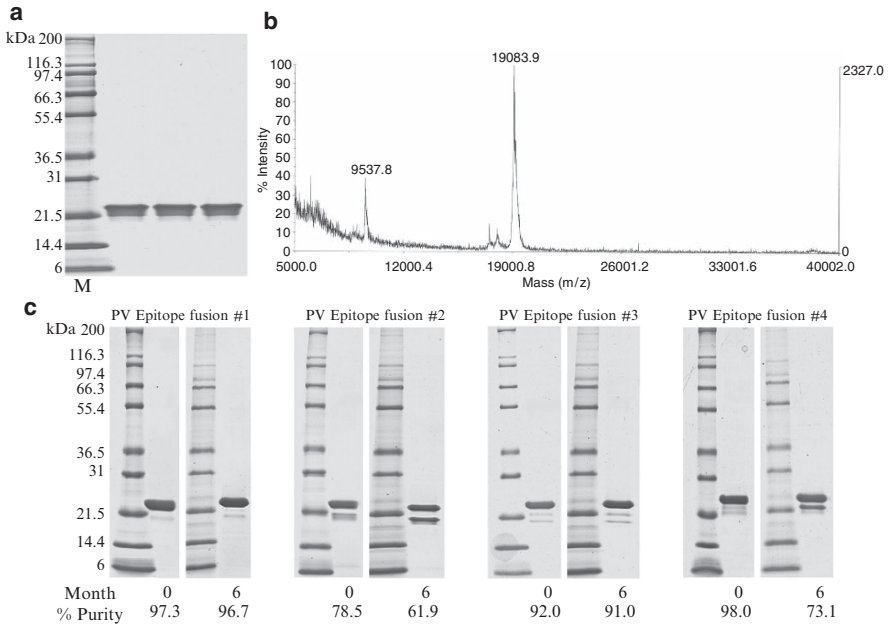 a
kDa 200
116.3
97.4
66.3
55.4
36.5
31
21.5
14.4
6
M
b
19083.9
9537.8
2327.0
100
90
80
70
60
50
40
30
20
10
0
0
% Intensity
5000.0 12000.4 19000.8 26001.2 33001.6 40002.0
Mass (m/z)
c
PV Epitope fusion #1 PV Epitope fusion #2 PV Epitope fusion #3 PV Epitope fusion #4
kDa 200
116.3
97.4
66.3
55.4
36.5
31
21.5
14.4
6
Month 0 6 0 6 0 6 0 6
% Purity 97.3 96.7 78.5 61.9 92.0 91.0 98.0 73.1